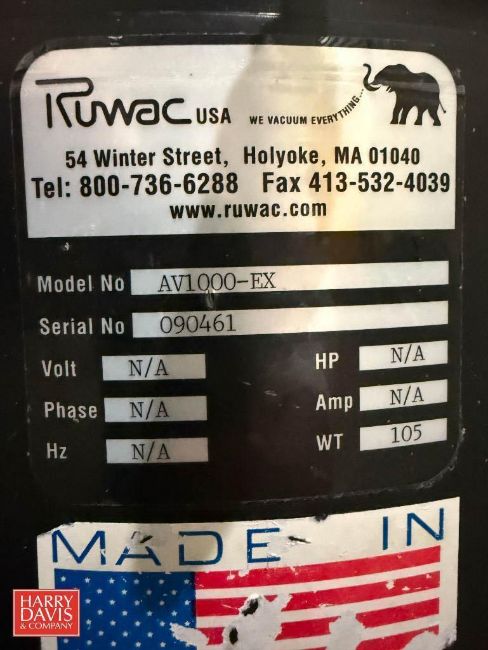 Ruwac USA WE VACUUM EVERYTHING...
54 Winter Street, Holyoke, MA 01040
Tel: 800-736-6288 Fax 413-532-4039
www.ruwac.com
Model No AV1000-EX
Serial No 090461
Volt N/A HP N/A
Phase N/A Amp N/A
Hz N/A WT 105
MADE IN
HARRY
DAVIS
& COMPANY